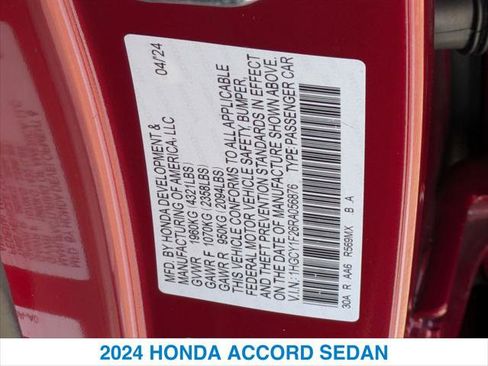 MFD. BY HONDA DEVELOPMENT & 04/24
MANUFACTURING OF AMERICA, LLC
GVWR 1960KG (4321LBS)
GAWR F 1070KG (2358LBS)
GAWR R 950KG (2094LBS)
THIS VEHICLE CONFORMS TO ALL APPLICABLE
FEDERAL MOTOR VEHICLE SAFETY, BUMPER,
AND THEFT PREVENTION STANDARDS IN EFFECT
ON THE DATE OF MANUFACTURE SHOWN ABOVE.
V.I.N.: 1HGCY1F26RA056876 TYPE: PASSENGER CAR
30A R AA6 R569MX B A
2024 HONDA ACCORD SEDAN